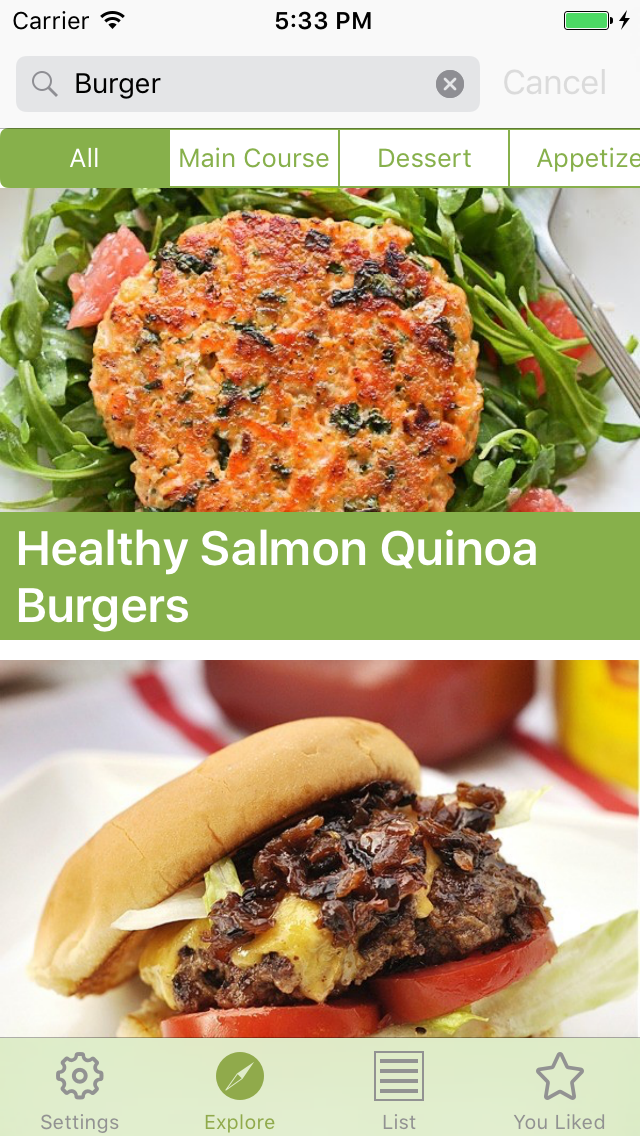 Carrier 5:33 PM
Burger Cancel
All Main Course Dessert Appetize
Healthy Salmon Quinoa
Burgers
Settings Explore List You Liked